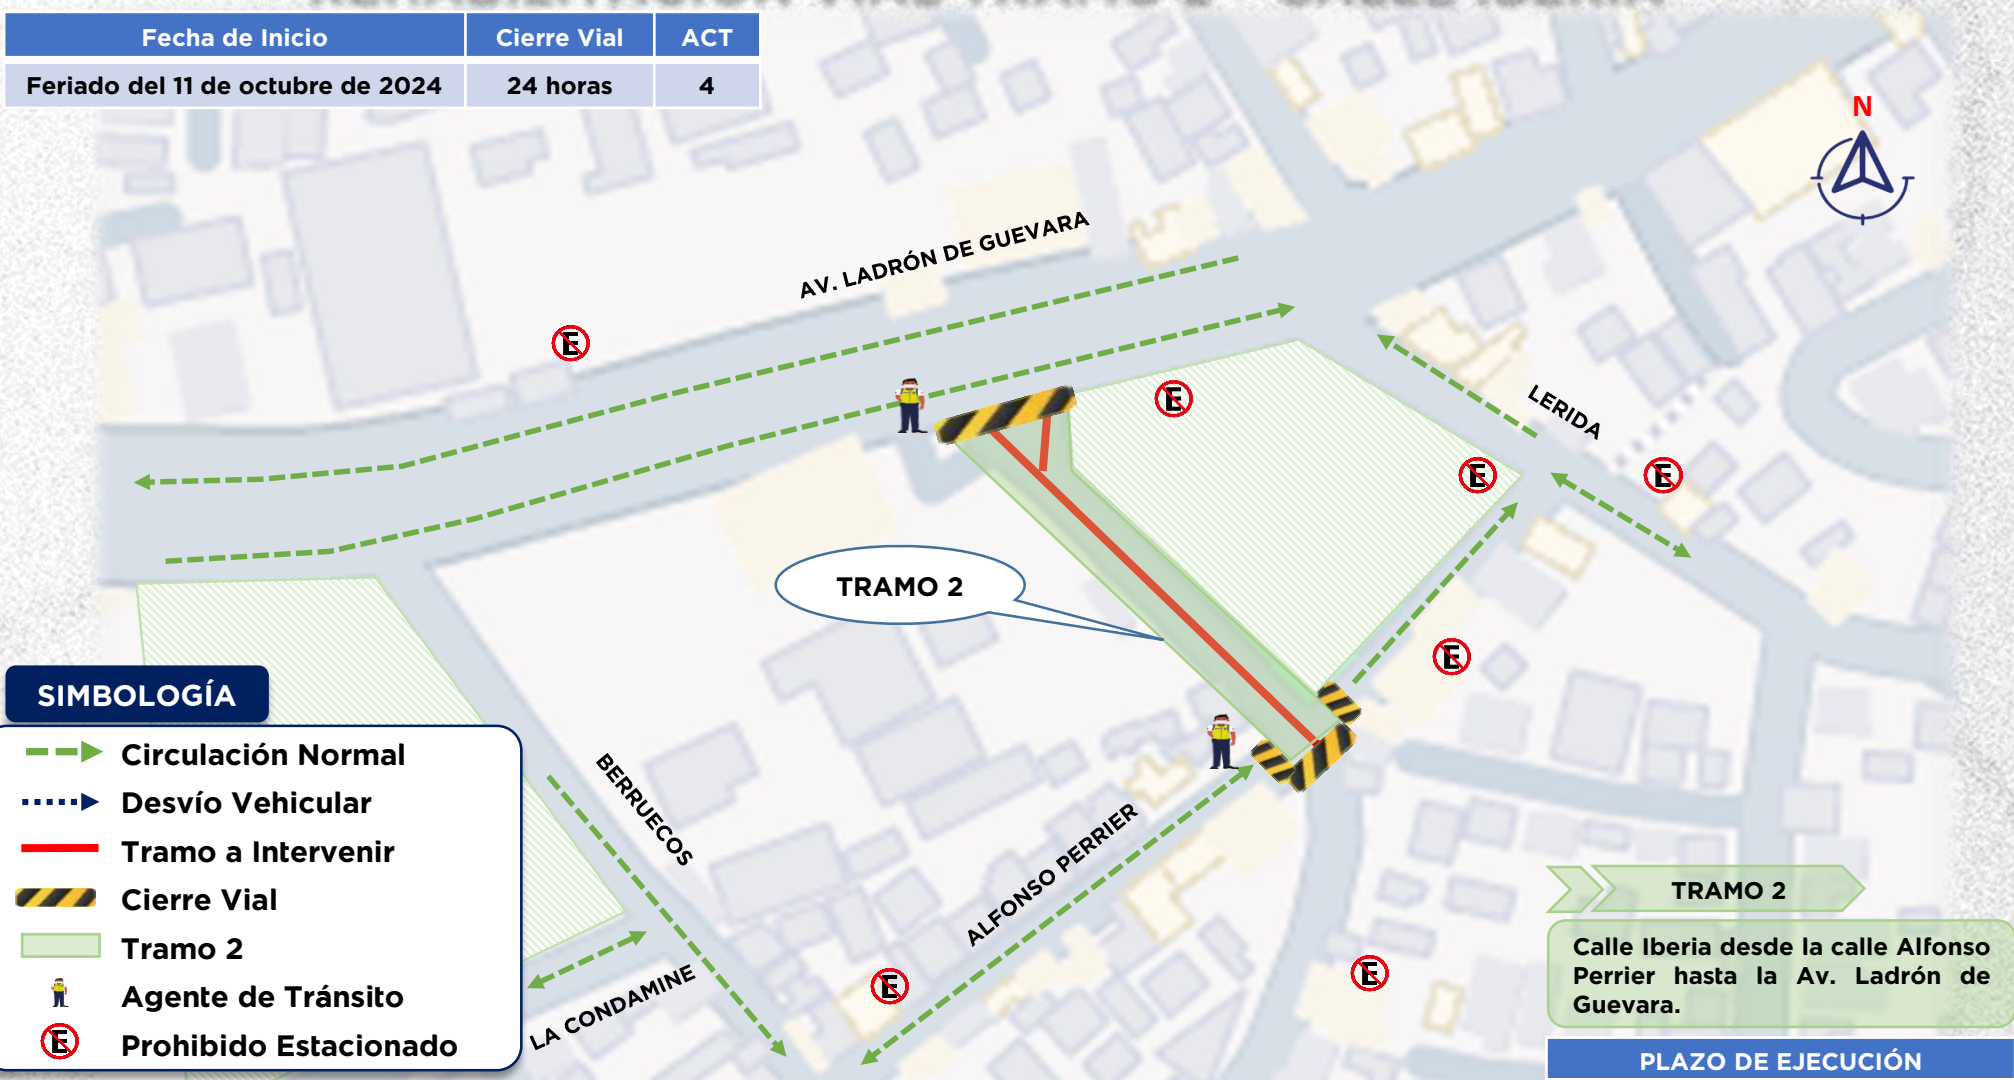 Fecha de Inicio Cierre Vial ACT
Feriado del 11 de octubre de 2024 24 horas 4
N
AV. LADRÓN DE GUEVARA
E
E
LERIDA
E
E
TRAMO 2
E
SIMBOLOGÍA
Circulación Normal
Desvío Vehicular
Tramo a Intervenir
Cierre Vial
Tramo 2
Agente de Tránsito
E Prohibido Estacionado
BERRUECOS
ALFONSO PERRIER
LA CONDAMINE
E
E
TRAMO 2
Calle Iberia desde la calle Alfonso
Perrier hasta la Av. Ladrón de
Guevara.
PLAZO DE EJECUCIÓN